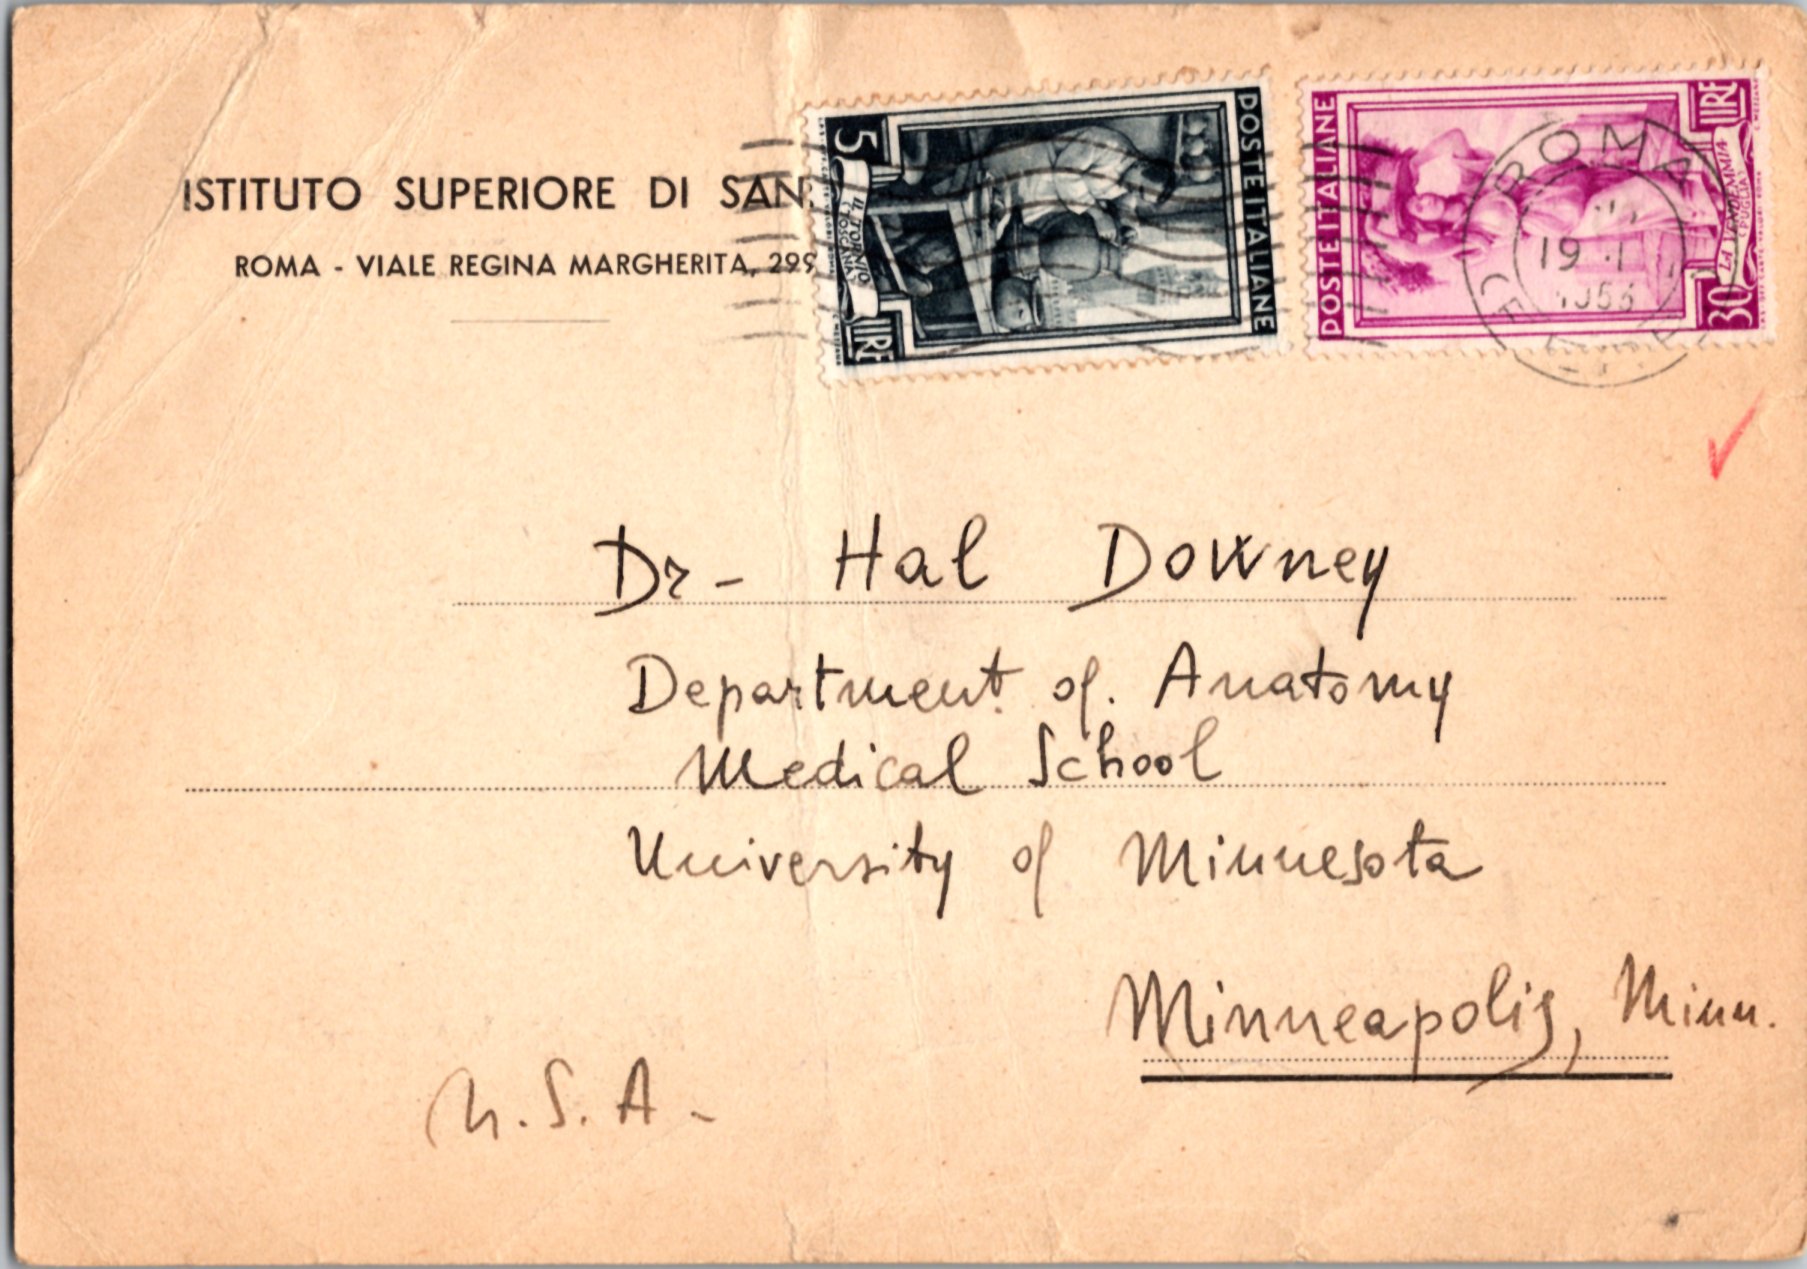 ISTITUTO SUPERIORE DI SAN
ROMA - VIALE REGINA MARGHERITA, 299
5
LIRE
IL TORNIO
(TOSCANA)
POSTE ITALIANE
POSTE ITALIANE
LIRE
30
LA VENDEMMIA
(PUGLIA)
ROMA
19 . 1
1953
Dr - Hal Downey
Department of. Anatomy
Medical School
University of Minnesota
Minneapolis, Minn.
U.S.A -